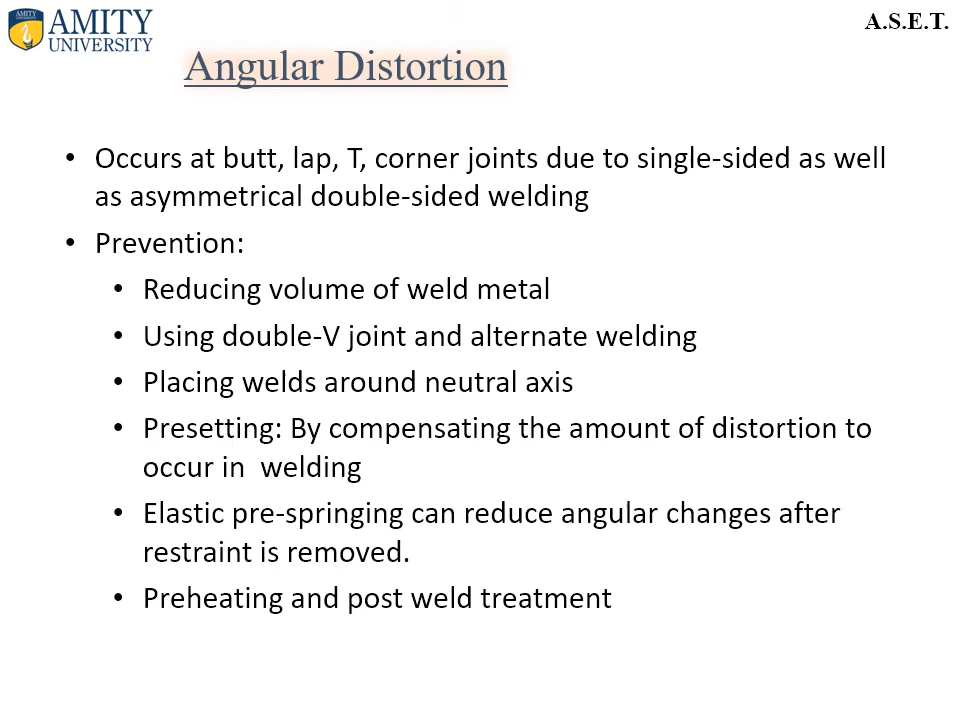 AMITY
UNIVERSITY
A.S.E.T.
Angular Distortion
• Occurs at butt, lap, T, corner joints due to single-sided as well
as asymmetrical double-sided welding
• Prevention:
• Reducing volume of weld metal
• Using double-V joint and alternate welding
• Placing welds around neutral axis
• Presetting: By compensating the amount of distortion to
occur in  welding
• Elastic pre-springing can reduce angular changes after
restraint is removed.
• Preheating and post weld treatment